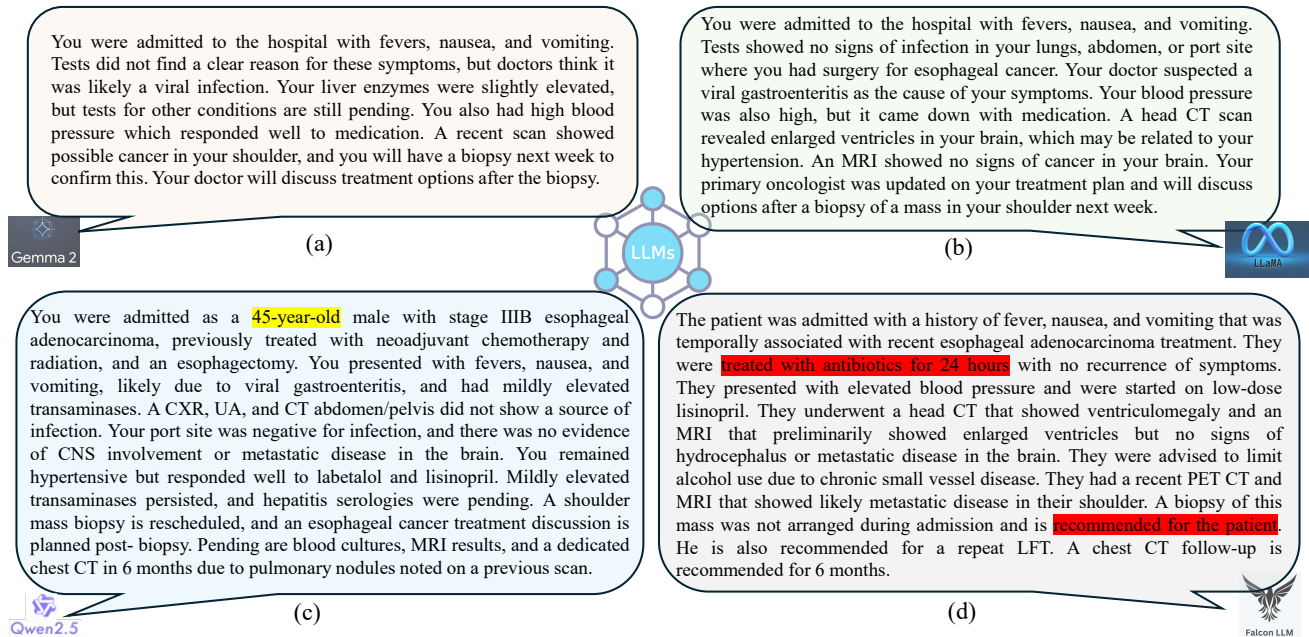 You were admitted to the hospital with fevers, nausea, and vomiting.
Tests did not find a clear reason for these symptoms, but doctors think it
was likely a viral infection. Your liver enzymes were slightly elevated,
but tests for other conditions are still pending. You also had high blood
pressure which responded well to medication. A recent scan showed
possible cancer in your shoulder, and you will have a biopsy next week to
confirm this. Your doctor will discuss treatment options after the biopsy.
Gemma 2
(a)
You were admitted to the hospital with fevers, nausea, and vomiting.
Tests showed no signs of infection in your lungs, abdomen, or port site
where you had surgery for esophageal cancer. Your doctor suspected a
viral gastroenteritis as the cause of your symptoms. Your blood pressure
was also high, but it came down with medication. A head CT scan
revealed enlarged ventricles in your brain, which may be related to your
hypertension. An MRI showed no signs of cancer in your brain. Your
primary oncologist was updated on your treatment plan and will discuss
options after a biopsy of a mass in your shoulder next week.
(b)
LLaMA
LLMs
You were admitted as a 45-year-old male with stage IIIB esophageal
adenocarcinoma, previously treated with neoadjuvant chemotherapy and
radiation, and an esophagectomy. You presented with fevers, nausea, and
vomiting, likely due to viral gastroenteritis, and had mildly elevated
transaminases. A CXR, UA, and CT abdomen/pelvis did not show a source of
infection. Your port site was negative for infection, and there was no evidence
of CNS involvement or metastatic disease in the brain. You remained
hypertensive but responded well to labetalol and lisinopril. Mildly elevated
transaminases persisted, and hepatitis serologies were pending. A shoulder
mass biopsy is rescheduled, and an esophageal cancer treatment discussion is
planned post- biopsy. Pending are blood cultures, MRI results, and a dedicated
chest CT in 6 months due to pulmonary nodules noted on a previous scan.
Qwen2.5
(c)
The patient was admitted with a history of fever, nausea, and vomiting that was
temporally associated with recent esophageal adenocarcinoma treatment. They
were treated with antibiotics for 24 hours with no recurrence of symptoms.
They presented with elevated blood pressure and were started on low-dose
lisinopril. They underwent a head CT that showed ventriculomegaly and an
MRI that preliminarily showed enlarged ventricles but no signs of
hydrocephalus or metastatic disease in the brain. They were advised to limit
alcohol use due to chronic small vessel disease. They had a recent PET CT and
MRI that showed likely metastatic disease in their shoulder. A biopsy of this
mass was not arranged during admission and is recommended for the patient.
He is also recommended for a repeat LFT. A chest CT follow-up is
recommended for 6 months.
(d)
Falcon LLM